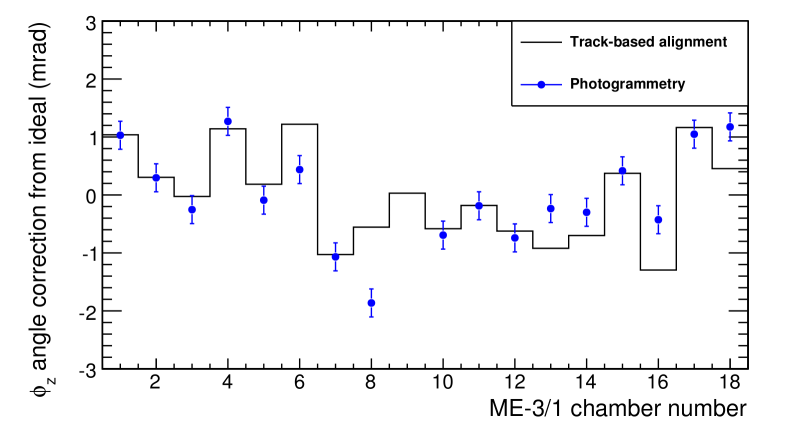 ϕz angle correction from ideal (mrad)
3
2
1
0
-1
-2
-3
Track-based alignment
Photogrammetry
2 4 6 8 10 12 14 16 18
ME-3/1 chamber number